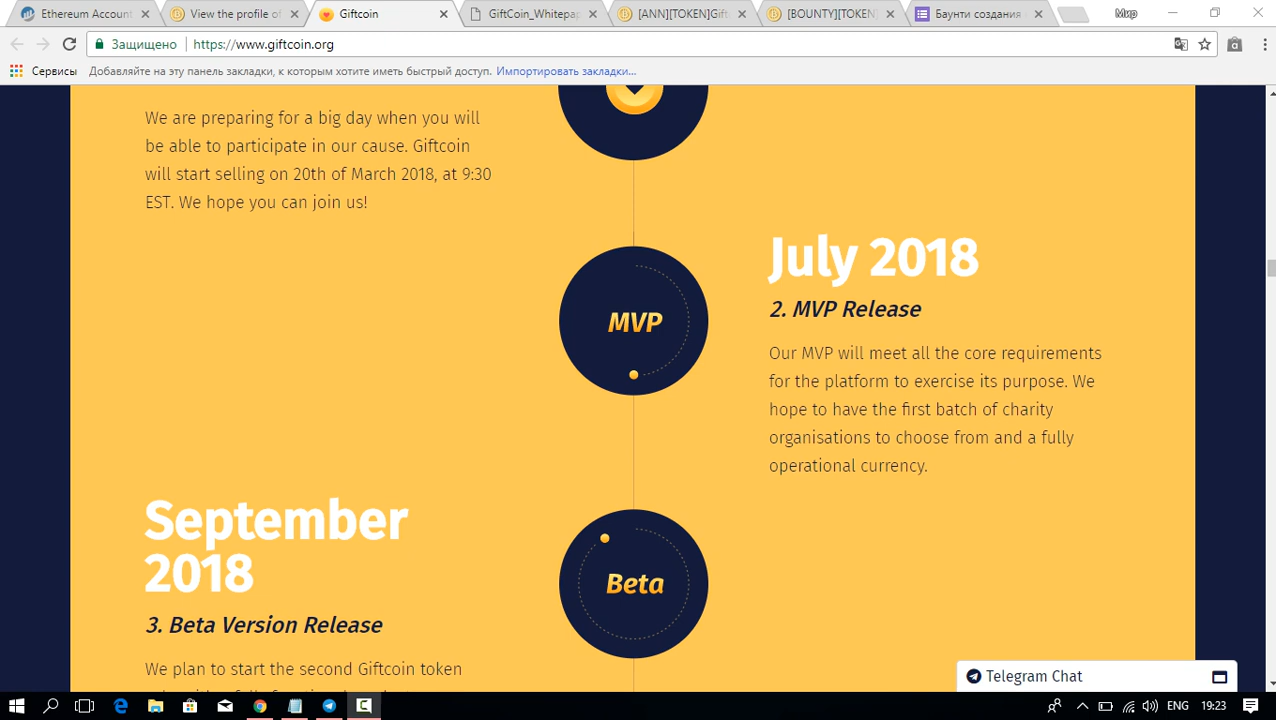 Ethereum Account
View the profile of
Giftcoin
GiftCoin_Whitepap
[ANN][TOKEN]Gift
[BOUNTY][TOKEN]
Баунти создания
Мир
Защищено
https://www.giftcoin.org
Сервисы
Добавляйте на эту панель закладки, к которым хотите иметь быстрый доступ. Импортировать закладки...
We are preparing for a big day when you will
be able to participate in our cause. Giftcoin
will start selling on 20th of March 2018, at 9:30
EST. We hope you can join us!
MVP
July 2018
2. MVP Release
Our MVP will meet all the core requirements
for the platform to exercise its purpose. We
hope to have the first batch of charity
organisations to choose from and a fully
operational currency.
September
2018
3. Beta Version Release
We plan to start the second Giftcoin token
Beta
Telegram Chat
ENG
19:23